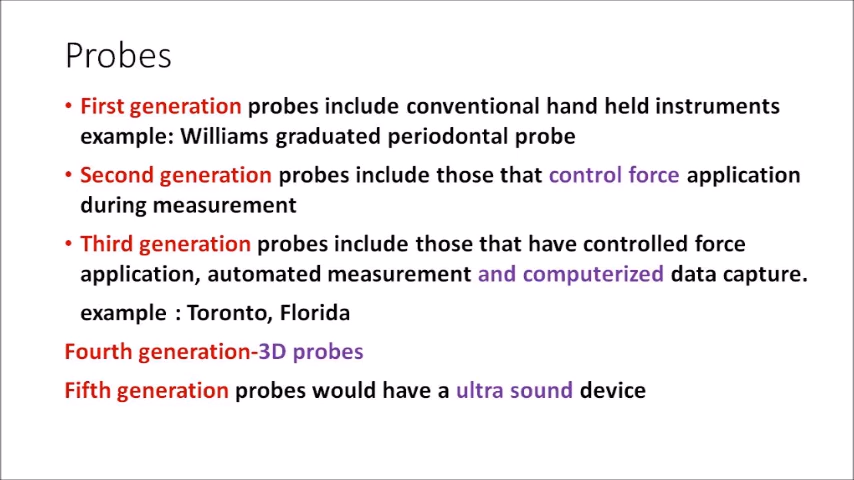 Probes
• First generation probes include conventional hand held instruments
example: Williams graduated periodontal probe
• Second generation probes include those that control force application
during measurement
• Third generation probes include those that have controlled force
application, automated measurement and computerized data capture.
example : Toronto, Florida
Fourth generation-3D probes
Fifth generation probes would have a ultra sound device